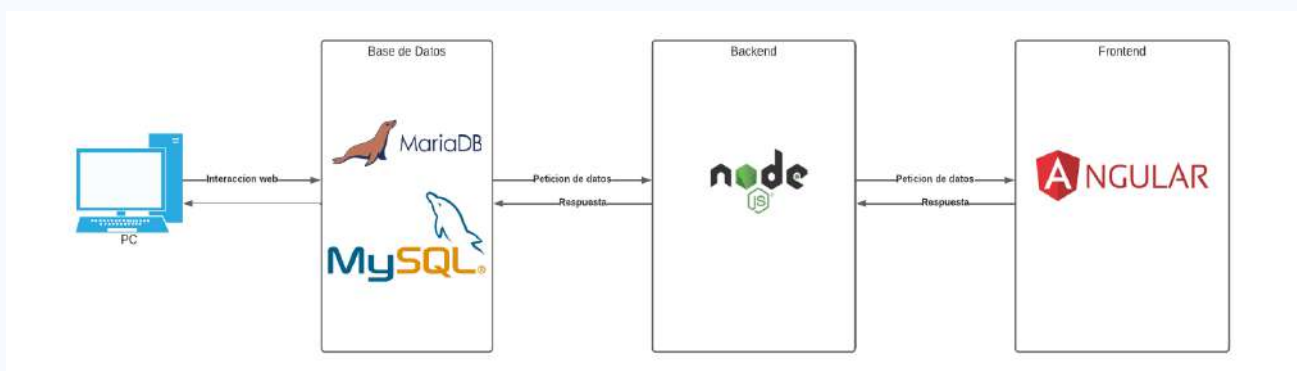 Base de Datos
Backend
Frontend
MariaDB
MySQL®
node
JS
ANGULAR
Interaccion web
Peticion de datos
Respuesta
Peticion de datos
Respuesta
PC